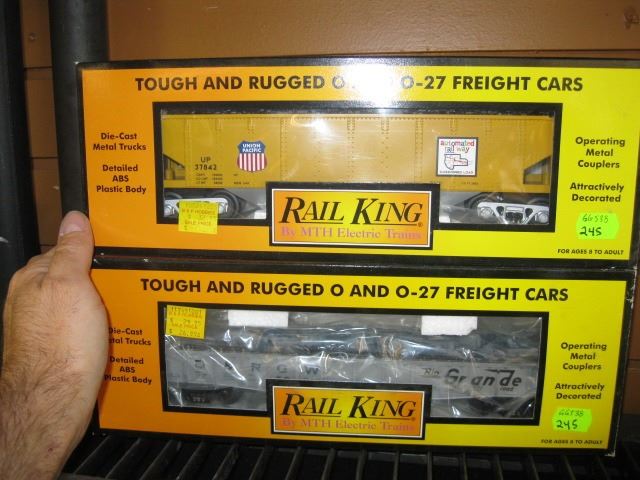 TOUGH AND RUGGED O AND O-27 FREIGHT CARS
Die-Cast
Metal Trucks
Detailed
ABS
Plastic Body
UNION
PACIFIC
UP
37842
automated
railway
Operating
Metal
Couplers
Attractively
Decorated
RAIL KING
By MTH Electric Trains
GG538
245
FOR AGES 8 TO ADULT
TOUGH AND RUGGED O AND O-27 FREIGHT CARS
Die-Cast
tal Trucks
Detailed
ABS
Plastic Body
Rio Grande
Operating
Metal
Couplers
Attractively
Decorated
RAIL KING
By MTH Electric Trains
GG538
245
FOR AGES 8 TO ADULT